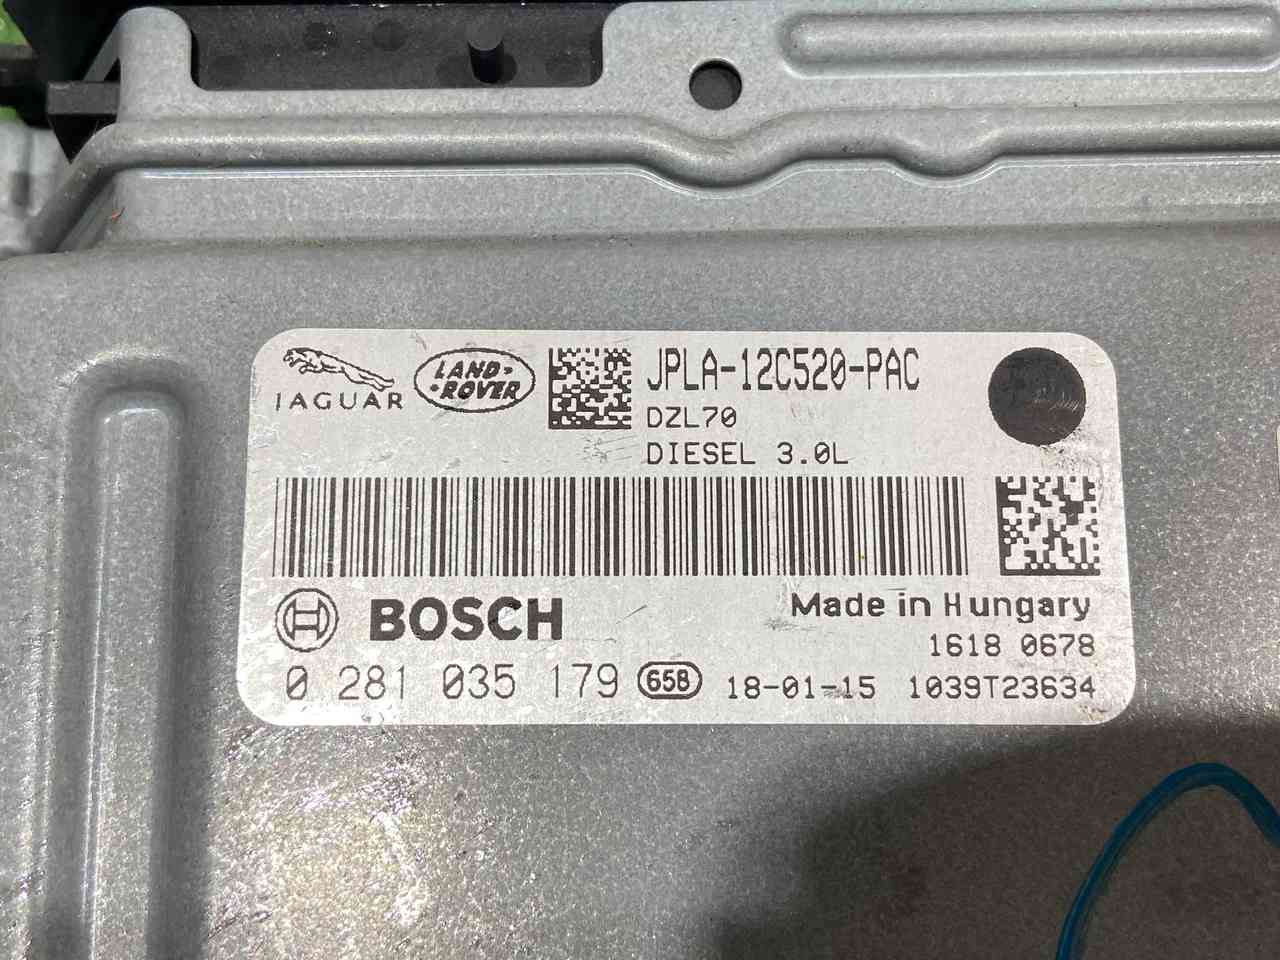 JAGUAR
LAND-
ROVER
JPLA-12C520-PAC
DZL70
DIESEL 3.0L
BOSCH
Made in Hungary
1618 0678
0 281 035 179 658 18-01-15 1039T23634